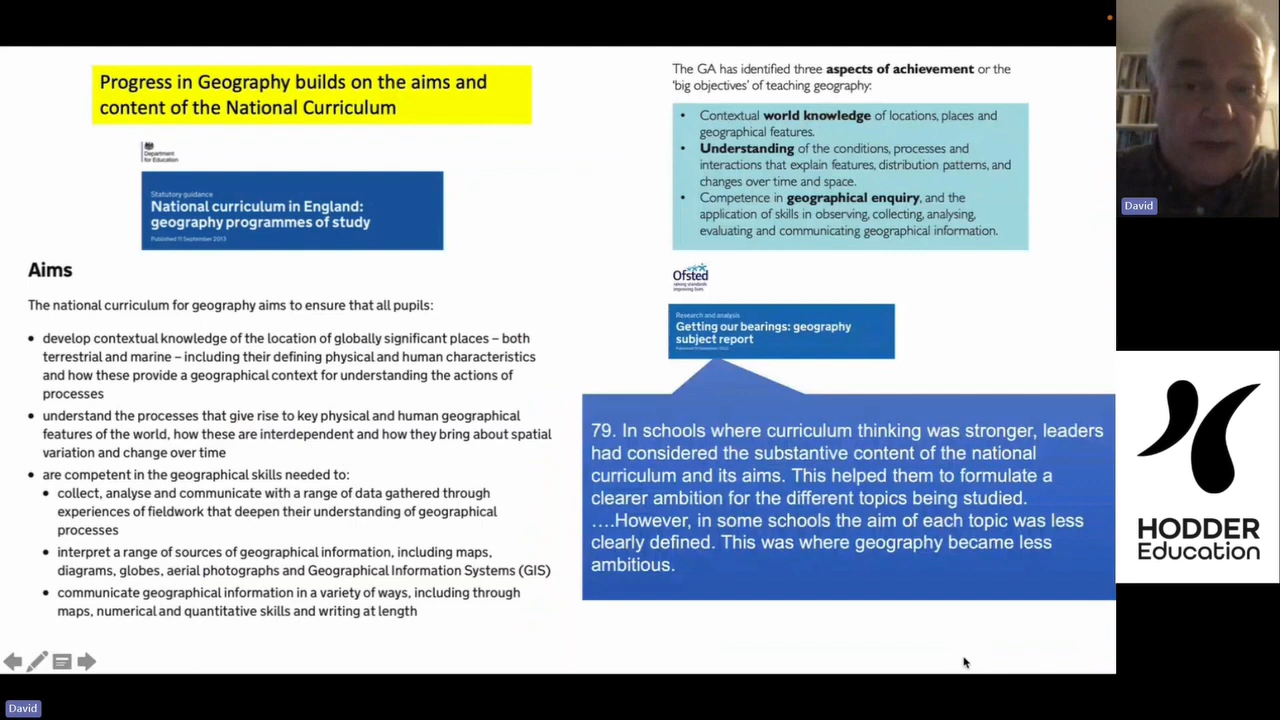 Progress in Geography builds on the aims and
content of the National Curriculum
Department
for Education
Statutory guidance
National curriculum in England:
geography programmes of study
Published 11 September 2013
Aims
The national curriculum for geography aims to ensure that all pupils:
• develop contextual knowledge of the location of globally significant places – both
terrestrial and marine – including their defining physical and human characteristics
and how these provide a geographical context for understanding the actions of
processes
• understand the processes that give rise to key physical and human geographical
features of the world, how these are interdependent and how they bring about spatial
variation and change over time
• are competent in the geographical skills needed to:
• collect, analyse and communicate with a range of data gathered through
experiences of fieldwork that deepen their understanding of geographical
processes
• interpret a range of sources of geographical information, including maps,
diagrams, globes, aerial photographs and Geographical Information Systems (GIS)
• communicate geographical information in a variety of ways, including through
maps, numerical and quantitative skills and writing at length
The GA has identified three aspects of achievement or the
'big objectives' of teaching geography:
• Contextual world knowledge of locations, places and
geographical features.
• Understanding of the conditions, processes and
interactions that explain features, distribution patterns, and
changes over time and space.
• Competence in geographical enquiry, and the
application of skills in observing, collecting, analysing,
evaluating and communicating geographical information.
Ofsted
raising standards
improving lives
Research and analysis
Getting our bearings: geography
subject report
79. In schools where curriculum thinking was stronger, leaders
had considered the substantive content of the national
curriculum and its aims. This helped them to formulate a
clearer ambition for the different topics being studied.
….However, in some schools the aim of each topic was less
clearly defined. This was where geography became less
ambitious.
David
HODDER
Education
David